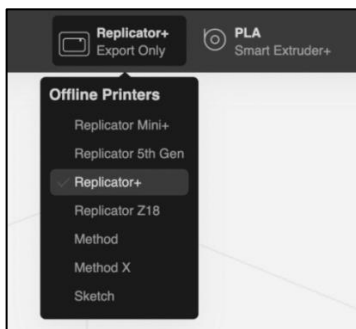 Replicator+
Export Only
PLA
Smart Extruder+
Offline Printers
Replicator Mini+
Replicator 5th Gen
Replicator+
Replicator Z18
Method
Method X
Sketch